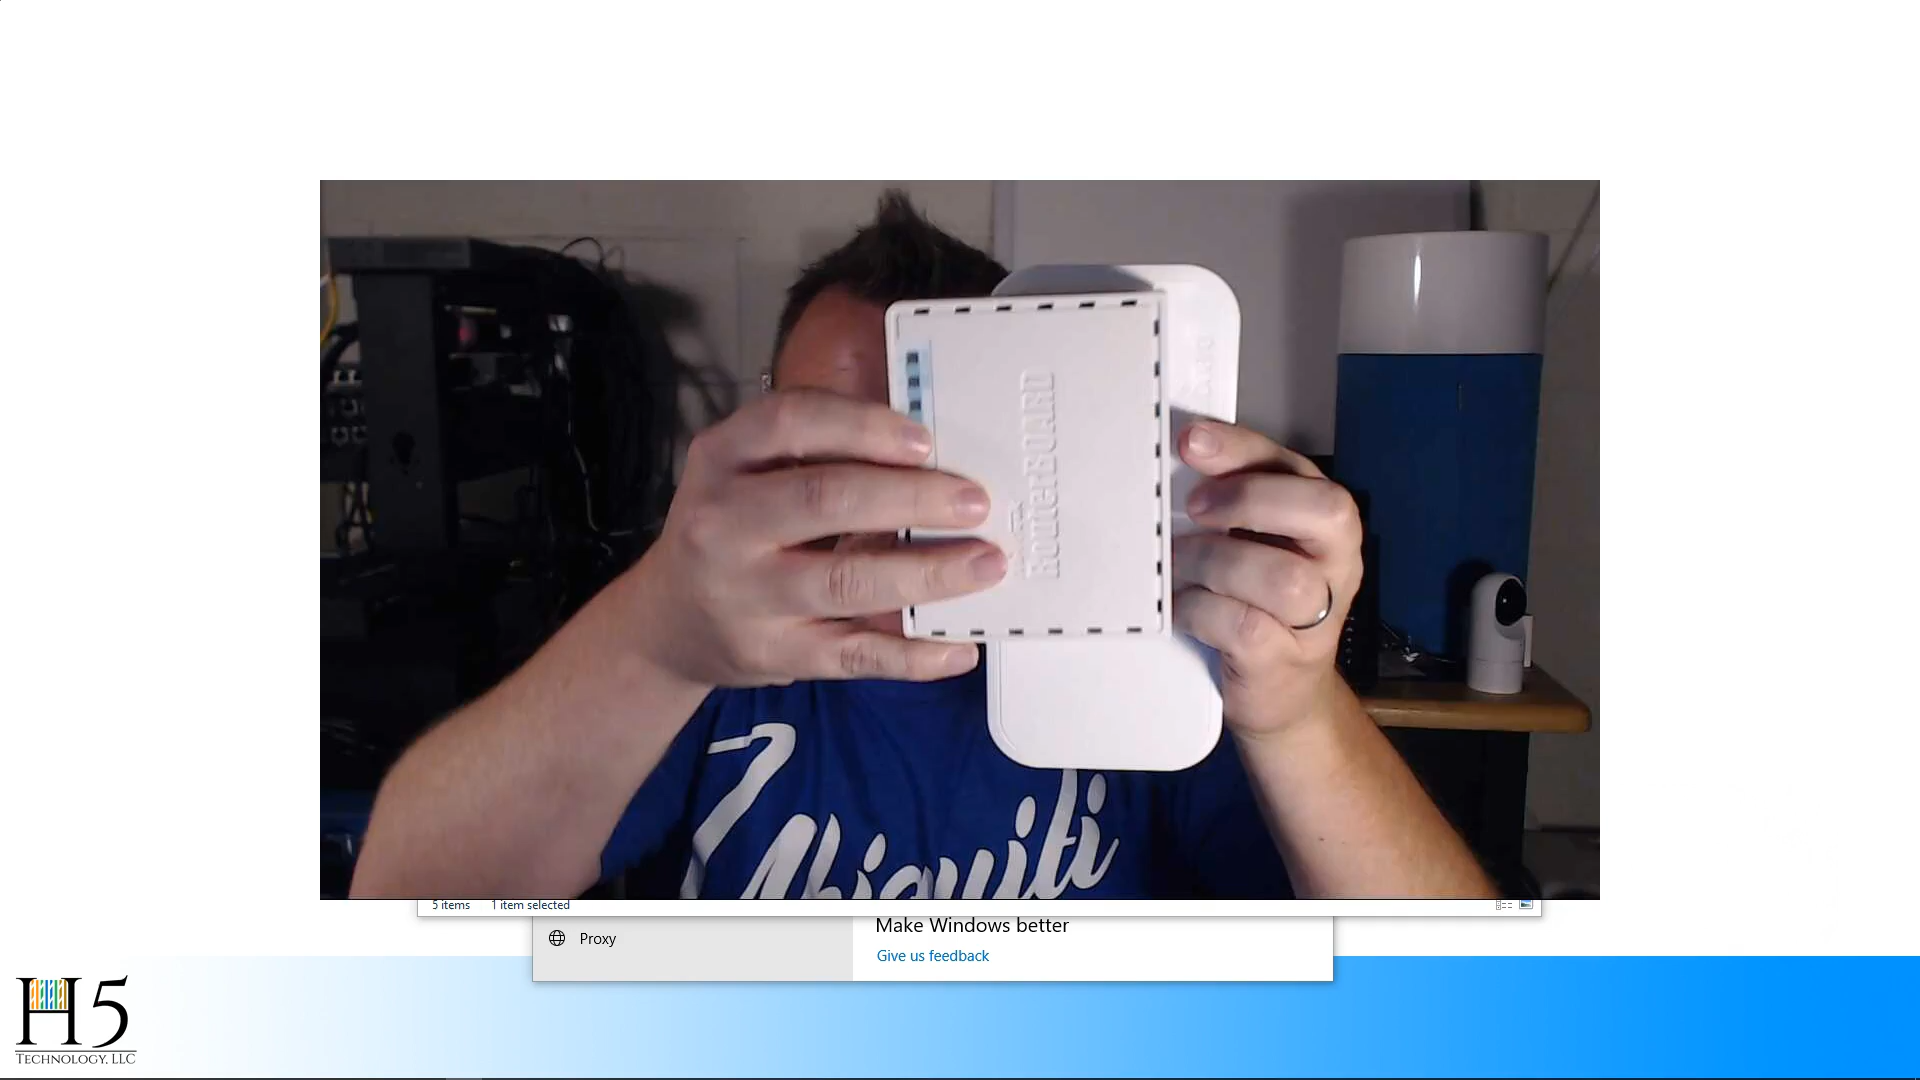 RouterBOARD
Ubiquiti
5 items 1 item selected
Make Windows better
Proxy
Give us feedback
H5
TECHNOLOGY, LLC